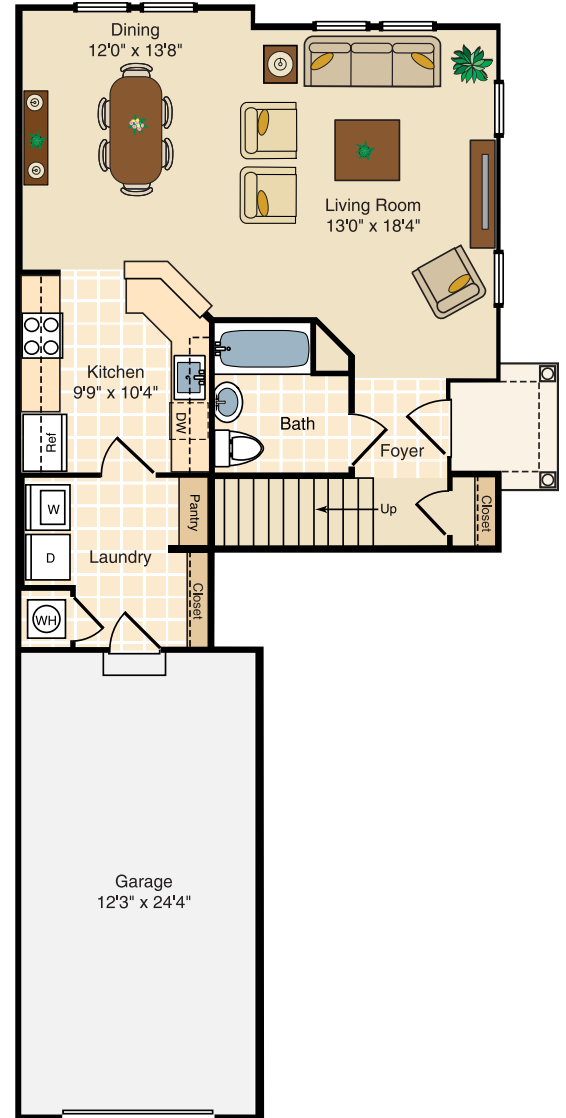 Dining
12'0" x 13'8"
Living Room
13'0" x 18'4"
Kitchen
9'9" x 10'4"
DW
Ref
Bath
Foyer
Up
Closet
W
Pantry
D
Laundry
Closet
WH
Garage
12'3" x 24'4"